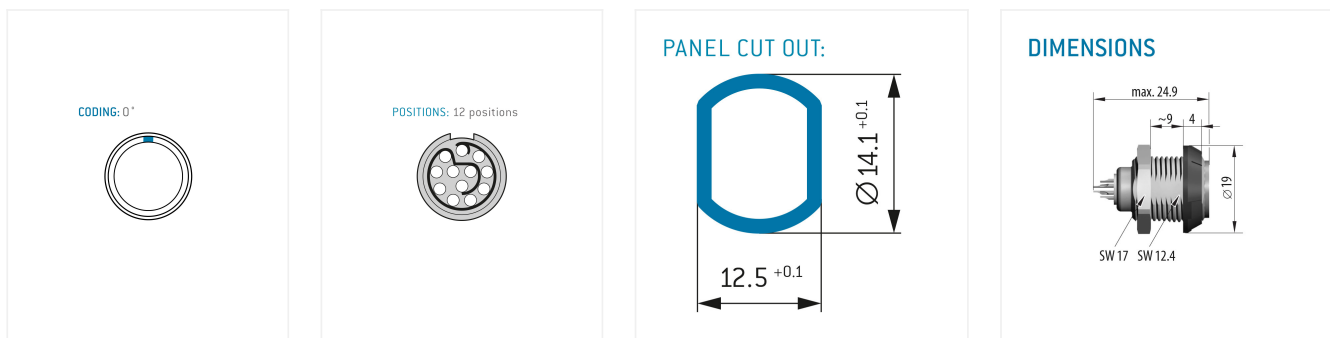 CODING: 0°
POSITIONS: 12 positions
PANEL CUT OUT:
Ø14.1 +0.1
12.5 +0.1
DIMENSIONS
max. 24.9
~9
4
Ø19
SW 17
SW 12.4